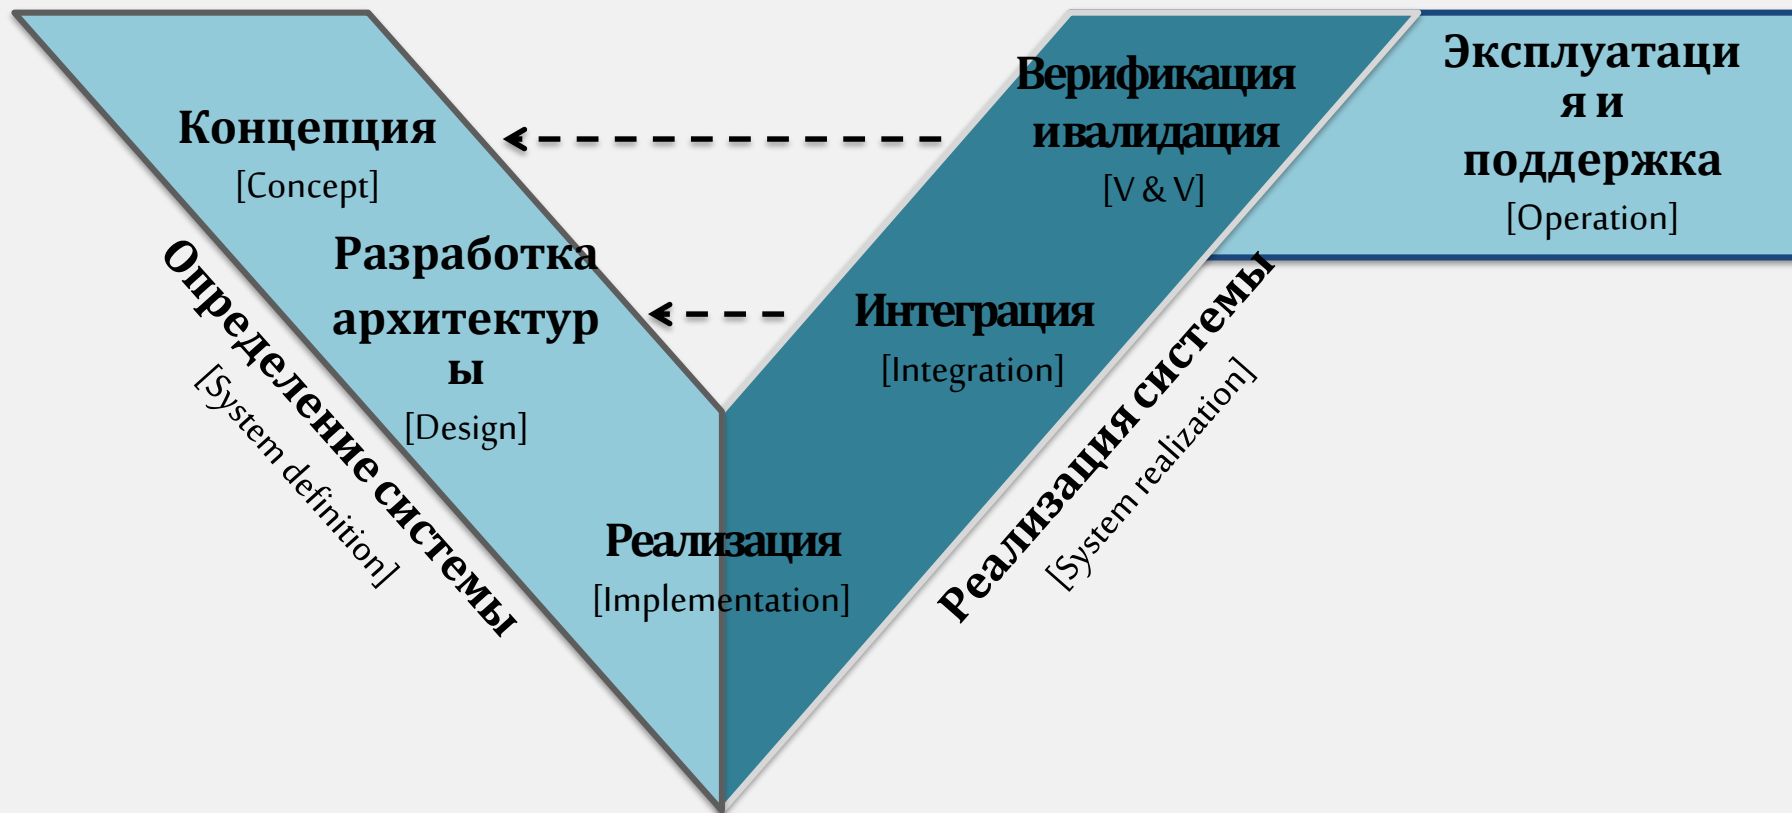 Концепция
[Concept]
Разработка
архитектур
ы
[Design]
Определение системы
[System definition]
Реализация
[Implementation]
Интеграция
[Integration]
Верификация
и валидация
[V & V]
Реализация системы
[System realization]
Эксплуатаци
я и
поддержка
[Operation]